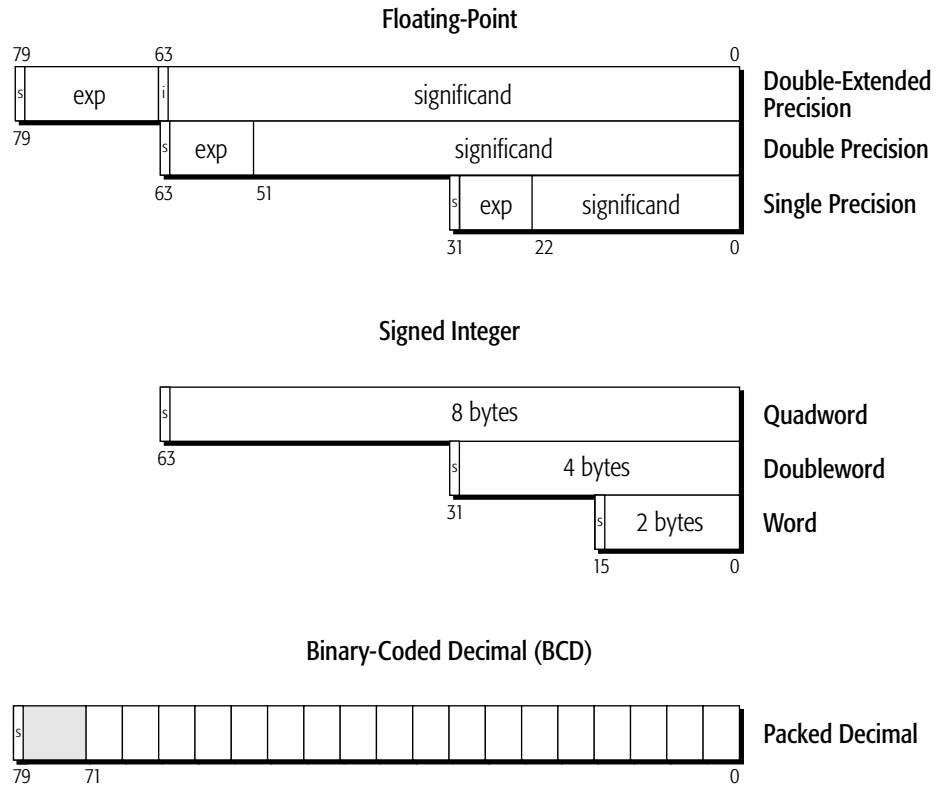 Floating-Point
79 63 0
s exp i significand Double-Extended
Precision
79 s exp significand Double Precision
63 51 s exp significand Single Precision
31 22 0
Signed Integer
s 8 bytes Quadword
63 s 4 bytes Doubleword
31 s 2 bytes Word
15 0
Binary-Coded Decimal (BCD)
s Packed Decimal
79 71 0